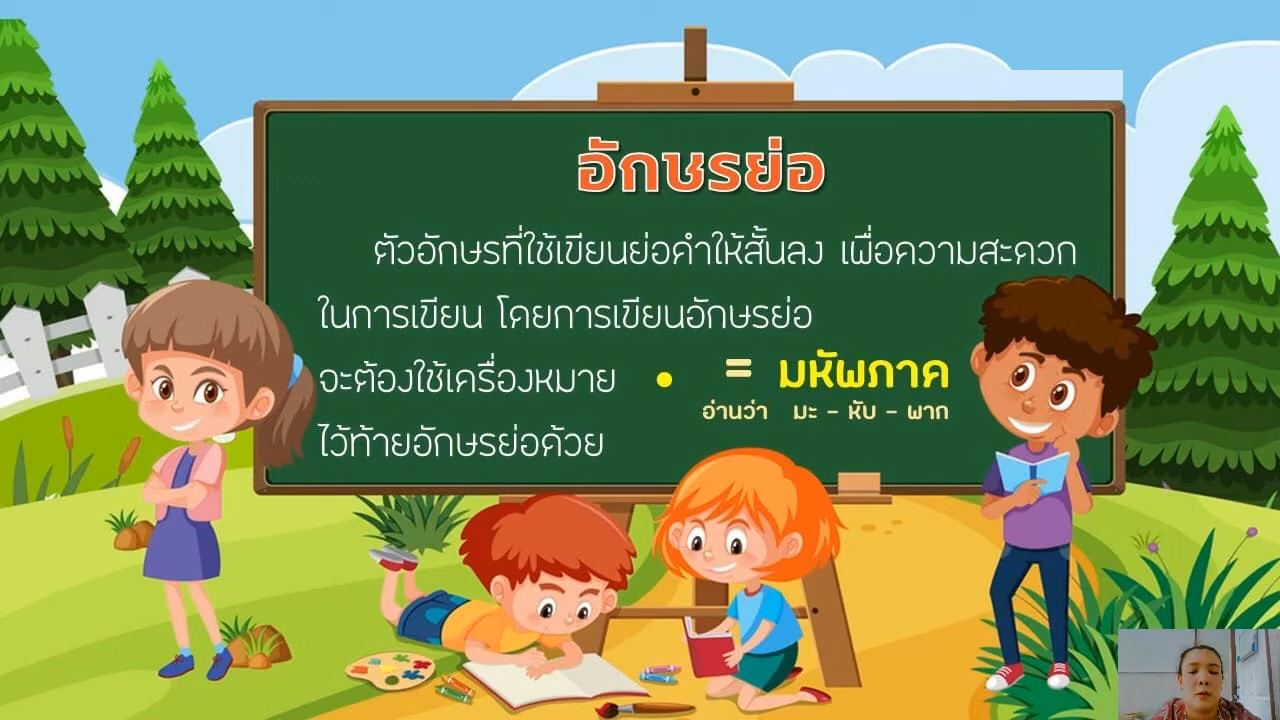 อักษรย่อ
ตัวอักษรที่ใช้เขียนย่อคำให้สั้นลง เพื่อความสะดวก
ในการเขียน โดยการเขียนอักษรย่อ
จะต้องใช้เครื่องหมาย • = มหัพภาค
อ่านว่า มะ - หับ - พาก
ไว้ท้ายอักษรย่อด้วย